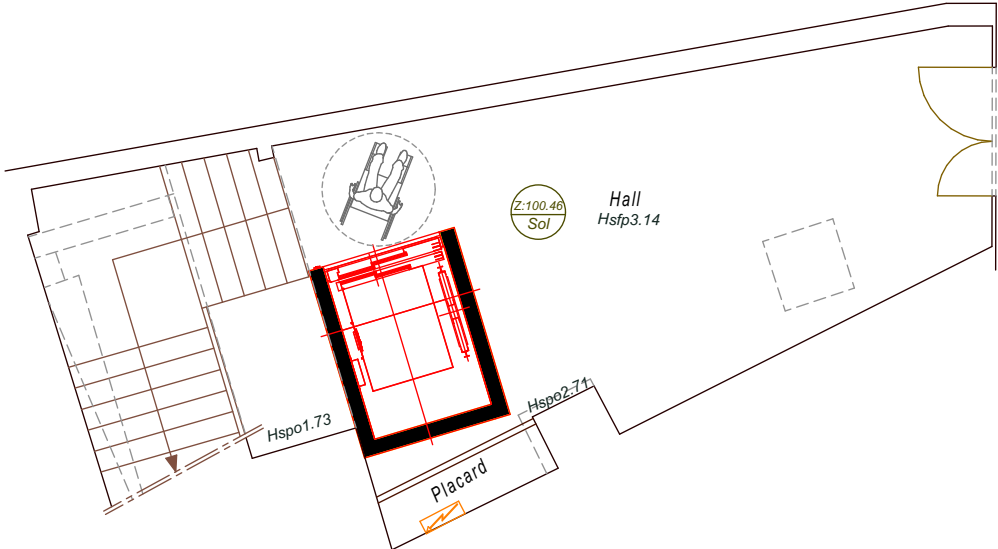 Z:100.46
Sol
Hall
Hsfp3.14
Hspo2.71
Hspo1.73
Placard